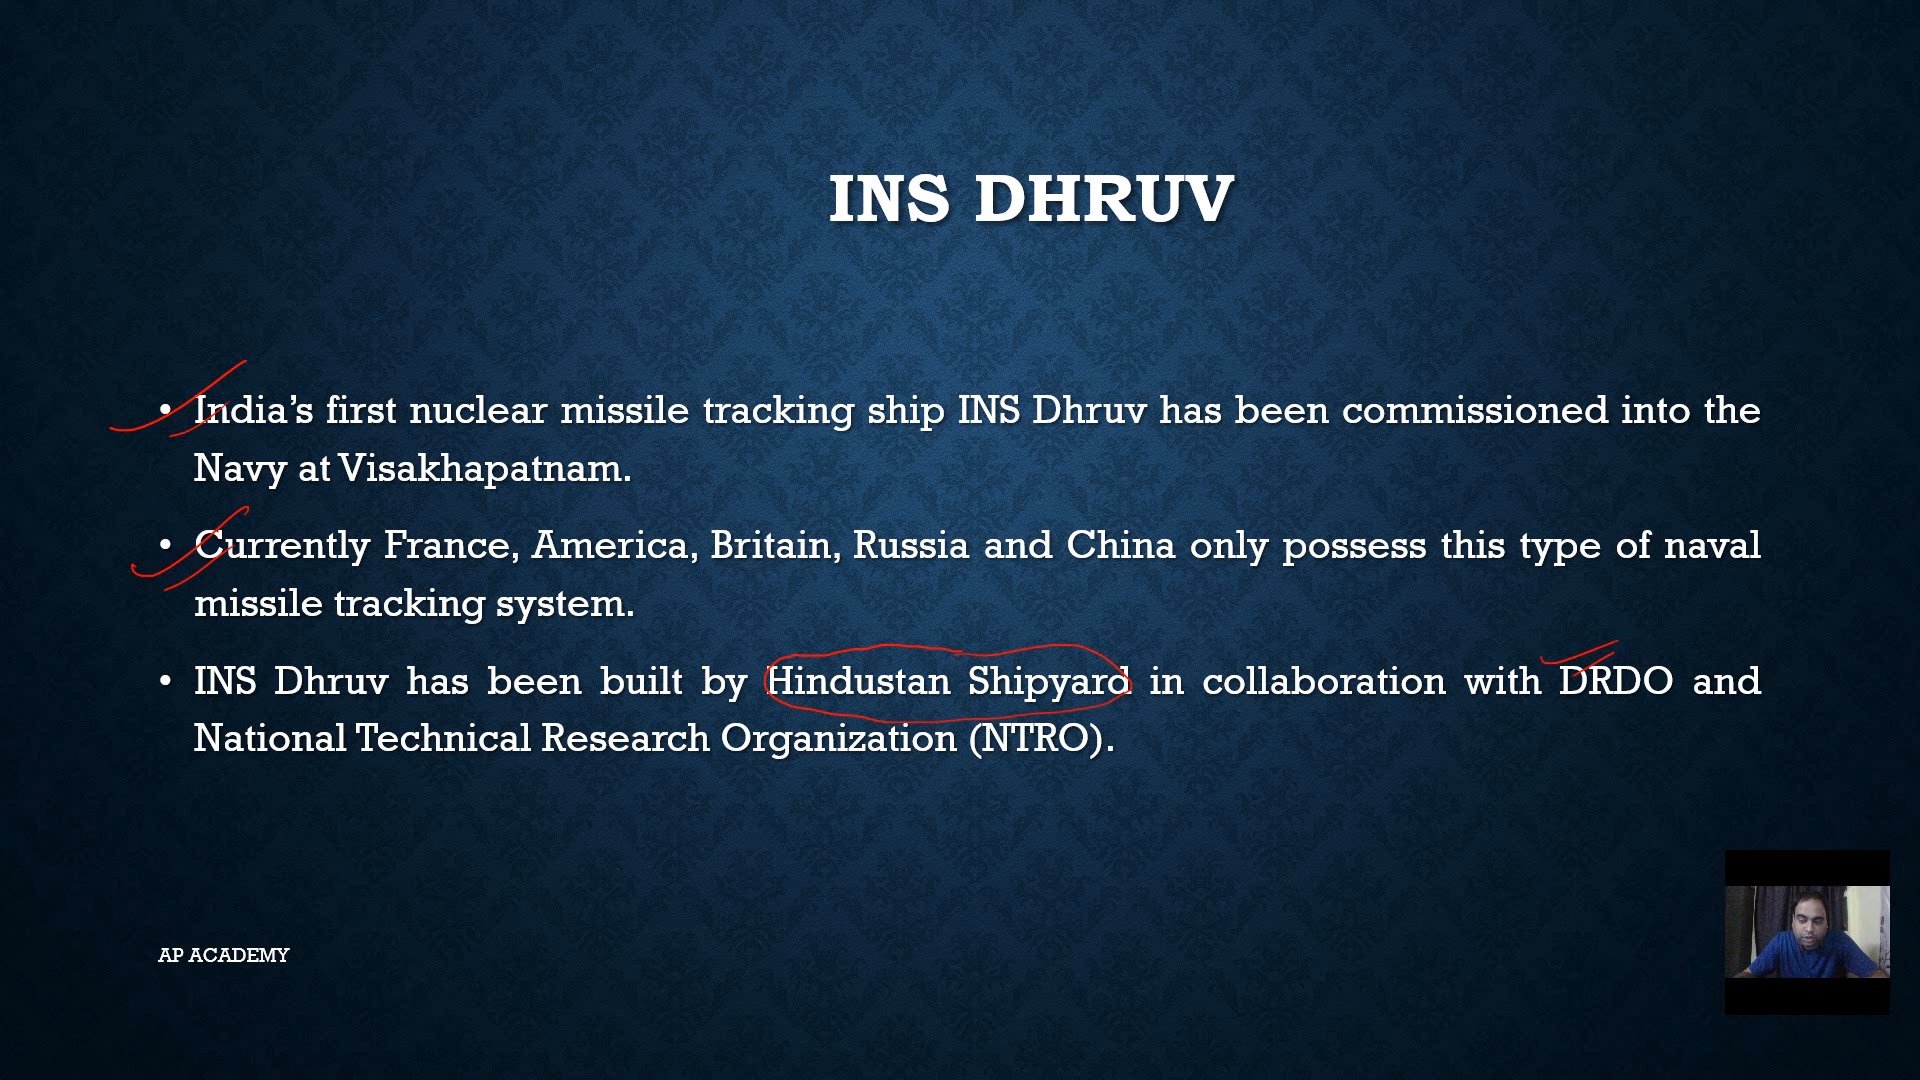 INS DHRUV
• India’s first nuclear missile tracking ship INS Dhruv has been commissioned into the
Navy at Visakhapatnam.
• Currently France, America, Britain, Russia and China only possess this type of naval
missile tracking system.
• INS Dhruv has been built by Hindustan Shipyard in collaboration with DRDO and
National Technical Research Organization (NTRO).
AP ACADEMY